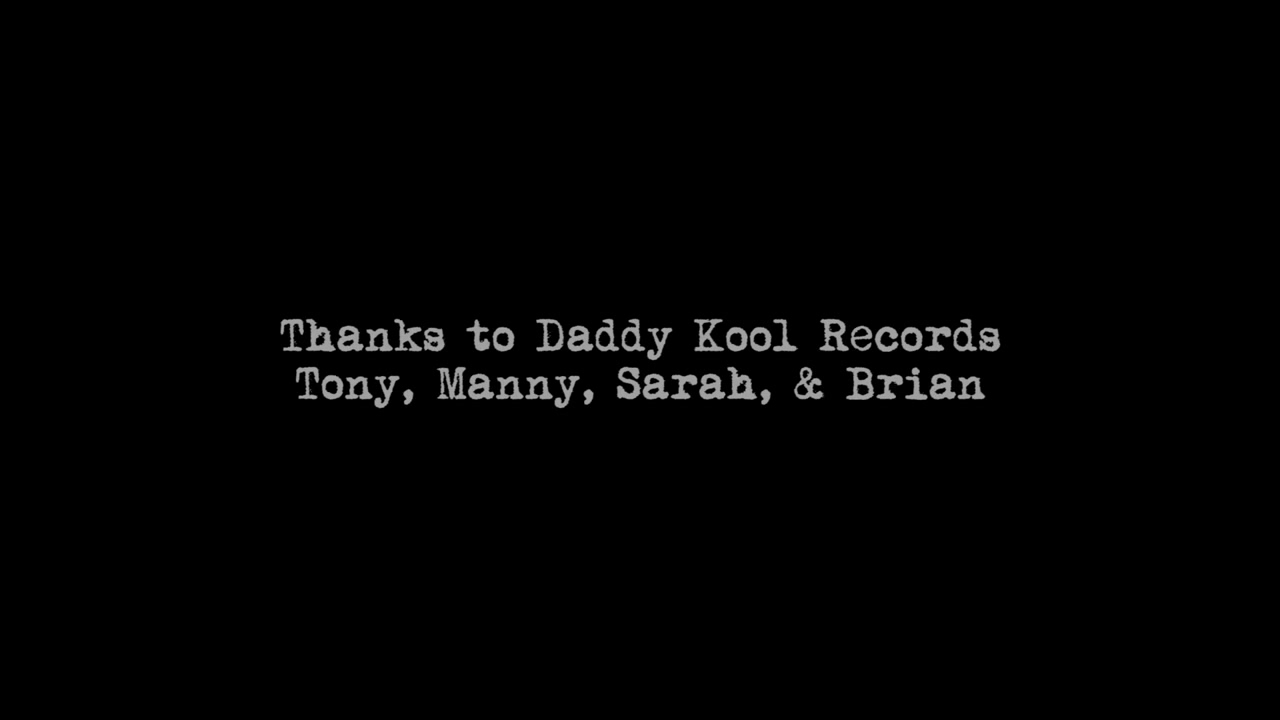 Thanks to Daddy Kool Records
Tony, Manny, Sarah, & Brian